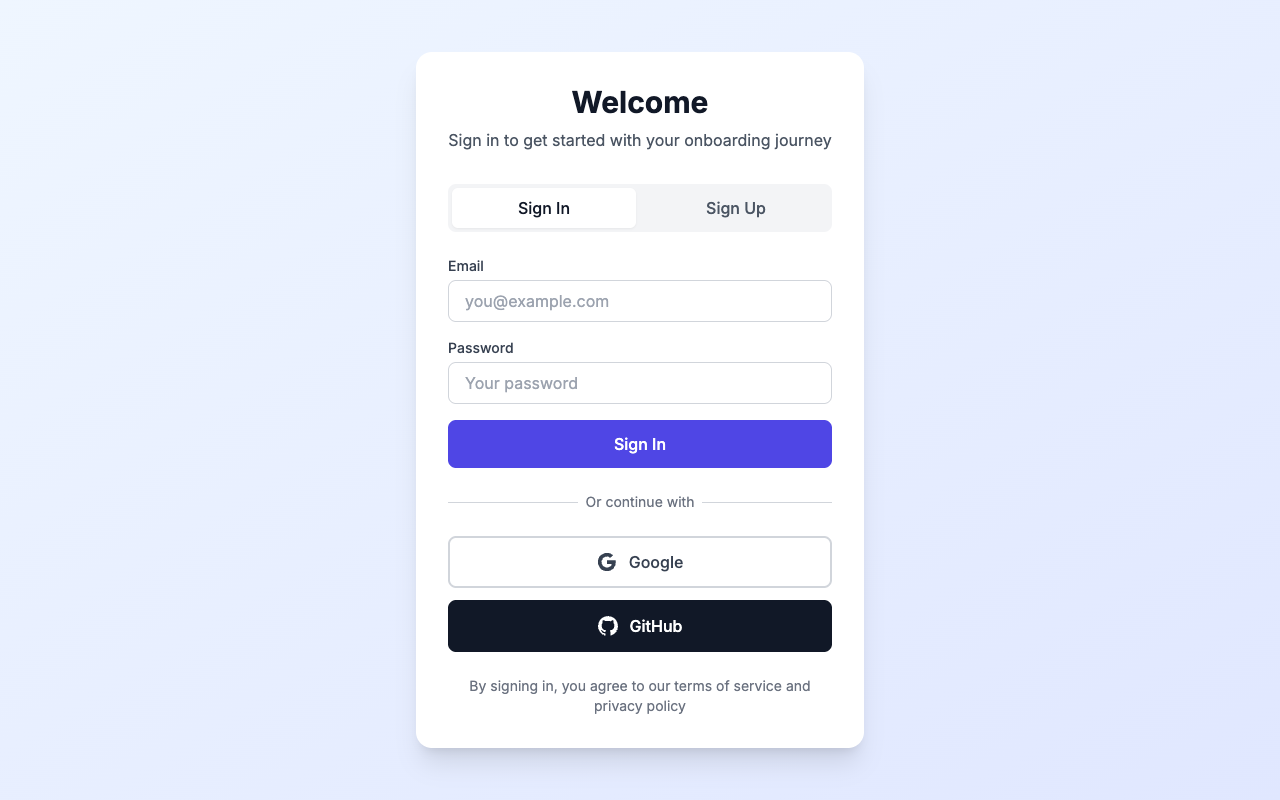 Welcome
Sign in to get started with your onboarding journey
Sign In
Sign Up
Email
you@example.com
Password
Your password
Sign In
Or continue with
Google
GitHub
By signing in, you agree to our terms of service and
privacy policy